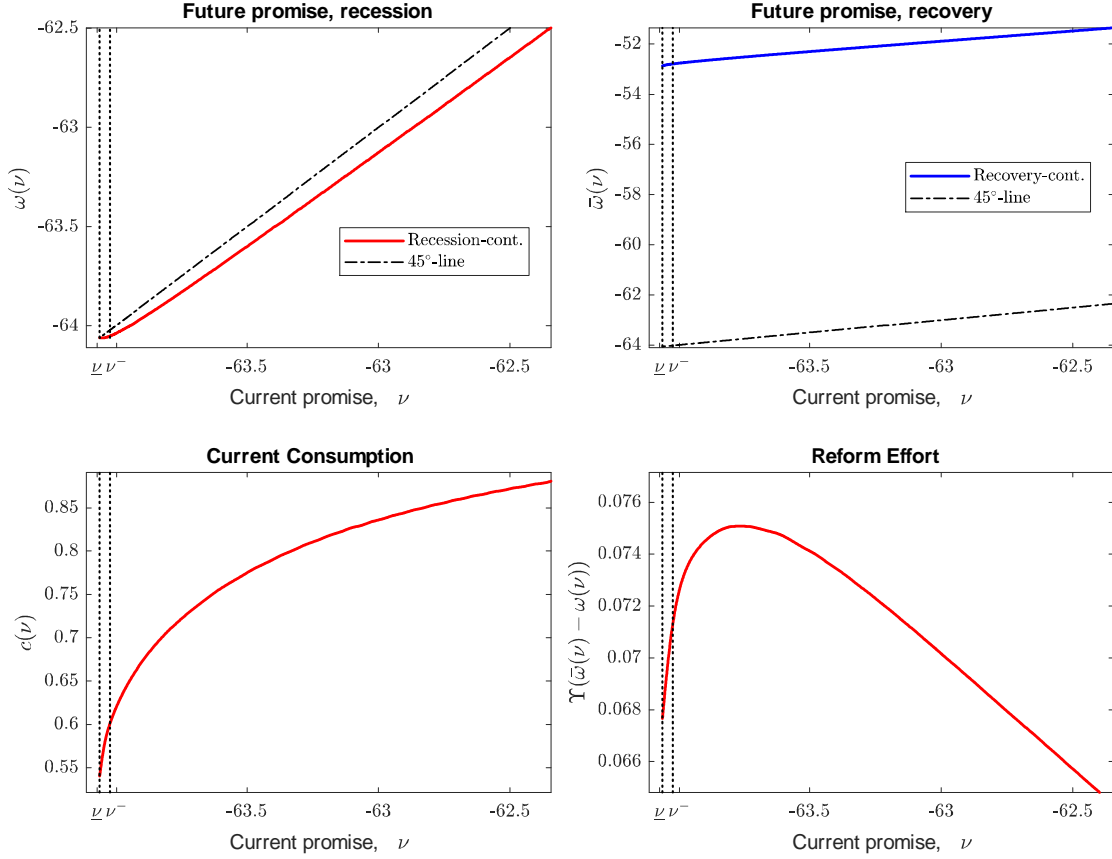 Future promise, recession
-62.5
-63
-63.5
-64
ω(ν)
Recession-cont.
45°-line
ν ν⁻ -63.5 -63 -62.5
Current promise, ν
Future promise, recovery
-52
-54
-56
-58
-60
-62
-64
ω̄(ν)
Recovery-cont.
45°-line
ν ν⁻ -63.5 -63 -62.5
Current promise, ν
Current Consumption
0.85
0.8
0.75
0.7
0.65
0.6
0.55
c(ν)
ν ν⁻ -63.5 -63 -62.5
Current promise, ν
Reform Effort
0.076
0.074
0.072
0.07
0.068
0.066
Υ(ω̄(ν) − ω(ν))
ν ν⁻ -63.5 -63 -62.5
Current promise, ν